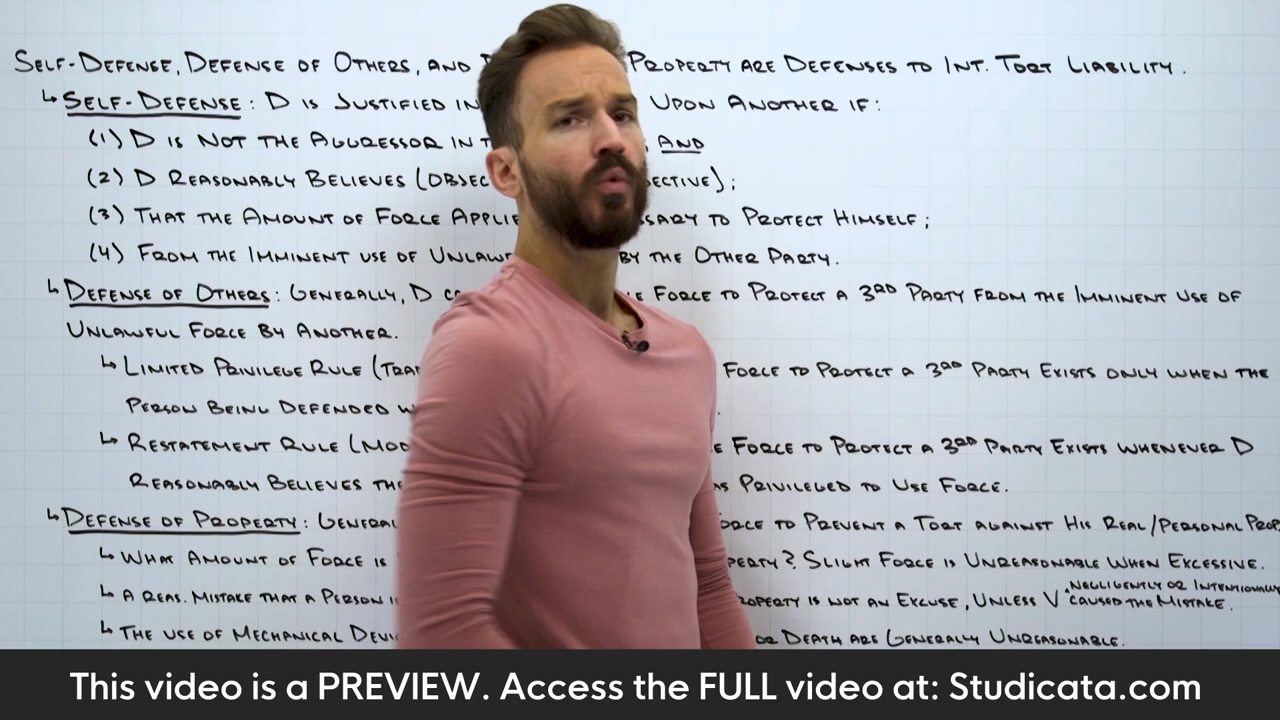 Self-Defense, Defense of Others, and Property are Defenses to Int. Tort Liability.
↳ Self-Defense: D is Justified in Upon Another if:
(1) D is Not the Aggressor in and
(2) D Reasonably Believes (
(3) That the Amount of Force to Protect Himself;
(4) From the Imminent use of by the Other Party.
↳ Defense of Others: Generally, D Force to Protect a 3rd Party from the Imminent Use of
Unlawful Force By Another.
↳ Limited Privilege Rule ( Force to Protect a 3rd Party Exists Only when the
Person Being Defended
↳ Restatement Rule ( Force to Protect a 3rd Party Exists Whenever D
Reasonably Believes Privileged to Use Force.
↳ Defense of Property: to Prevent a Tort Against His Real/Personal
↳ What Amount of Force is ? Slight Force is Unreasonable When Excessive.
↳ A Reas. Mistake that a Person is Not an Excuse, Unless V negligently or intentionally caused the mistake.
↳ The use of Mechanical or Death are Generally Unreasonable.
This video is a PREVIEW. Access the FULL video at: Studicata.com